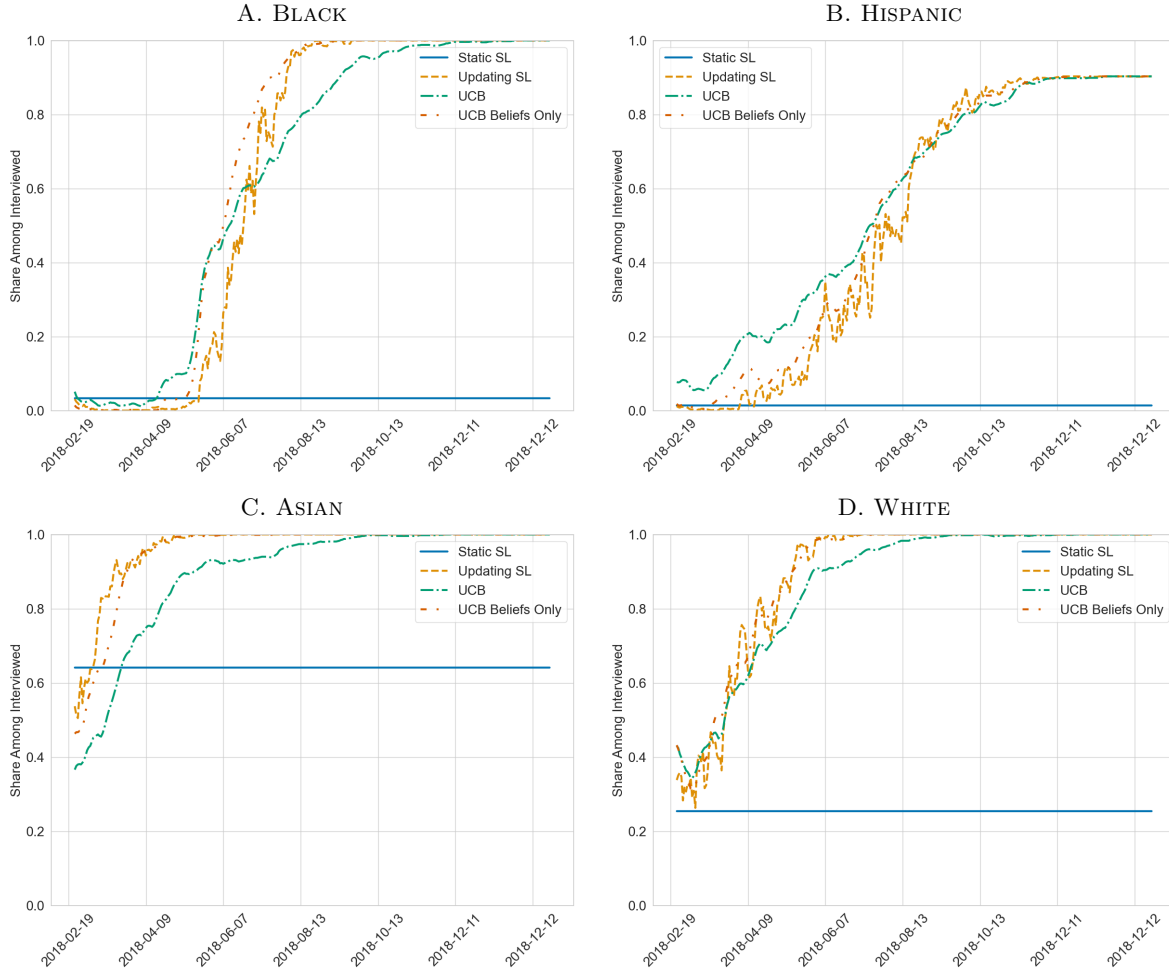 A. BLACK
1.0
0.8
0.6
0.4
0.2
0.0
Share Among Interviewed
Static SL
Updating SL
UCB
UCB Beliefs Only
2018-02-19
2018-04-09
2018-06-07
2018-08-13
2018-10-13
2018-12-11
2018-12-12
B. HISPANIC
1.0
0.8
0.6
0.4
0.2
0.0
Share Among Interviewed
Static SL
Updating SL
UCB
UCB Beliefs Only
2018-02-19
2018-04-09
2018-06-07
2018-08-13
2018-10-13
2018-12-11
2018-12-12
C. ASIAN
1.0
0.8
0.6
0.4
0.2
0.0
Share Among Interviewed
Static SL
Updating SL
UCB
UCB Beliefs Only
2018-02-19
2018-04-09
2018-06-07
2018-08-13
2018-10-13
2018-12-11
2018-12-12
D. WHITE
1.0
0.8
0.6
0.4
0.2
0.0
Share Among Interviewed
Static SL
Updating SL
UCB
UCB Beliefs Only
2018-02-19
2018-04-09
2018-06-07
2018-08-13
2018-10-13
2018-12-11
2018-12-12